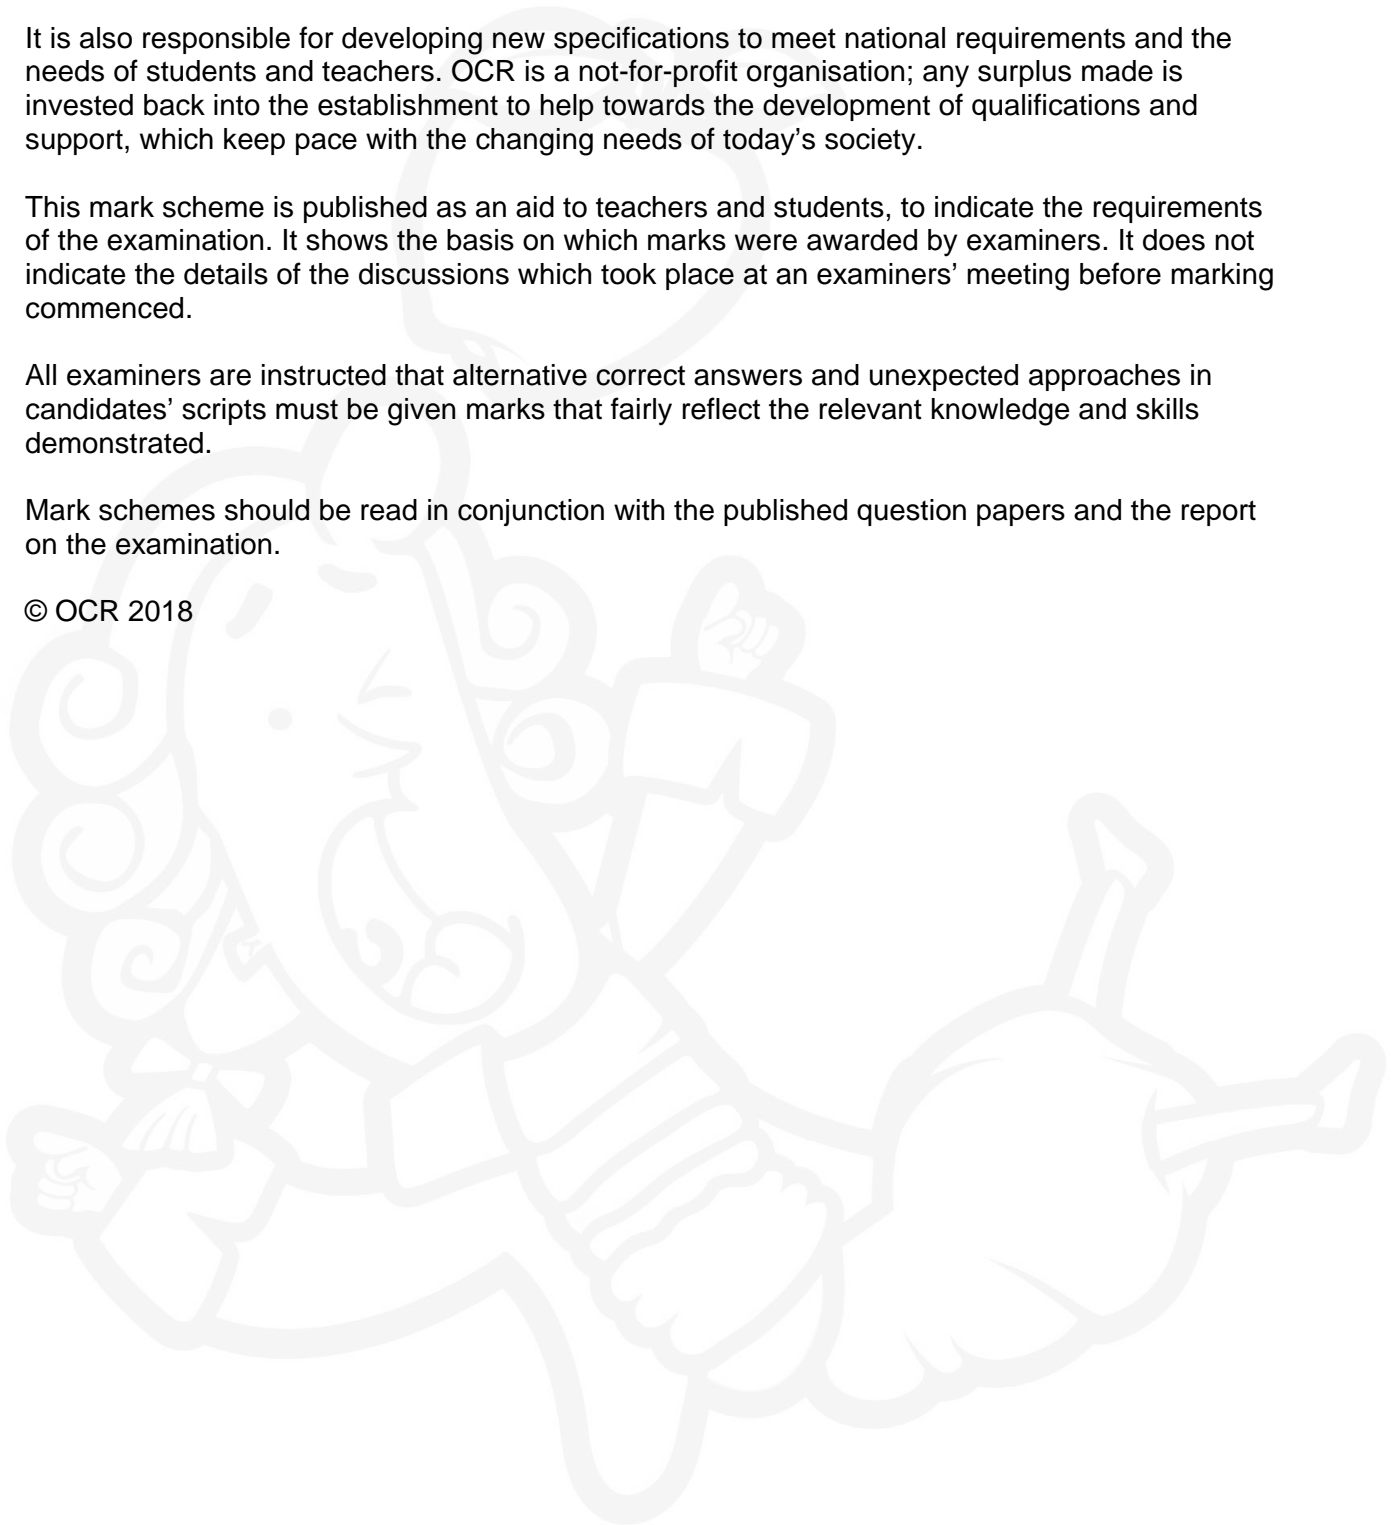 It is also responsible for developing new specifications to meet national requirements and the
needs of students and teachers. OCR is a not-for-profit organisation; any surplus made is
invested back into the establishment to help towards the development of qualifications and
support, which keep pace with the changing needs of today’s society.
This mark scheme is published as an aid to teachers and students, to indicate the requirements
of the examination. It shows the basis on which marks were awarded by examiners. It does not
indicate the details of the discussions which took place at an examiners’ meeting before marking
commenced.
All examiners are instructed that alternative correct answers and unexpected approaches in
candidates’ scripts must be given marks that fairly reflect the relevant knowledge and skills
demonstrated.
Mark schemes should be read in conjunction with the published question papers and the report
on the examination.
© OCR 2018